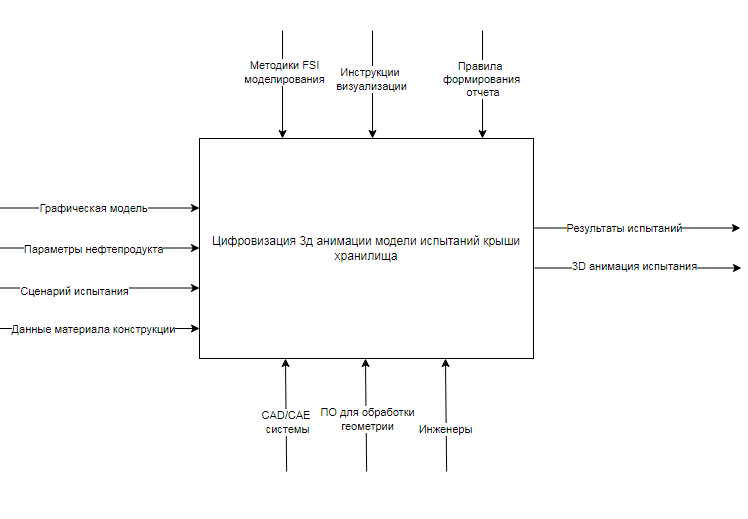 Методики FSI
моделирования
Инструкции
визуализации
Правила
формирования
отчета
Графическая модель
Параметры нефтепродукта
Сценарий испытания
Данные материала конструкции
Цифровизация 3д анимации модели испытаний крыши
хранилища
Результаты испытаний
3D анимация испытания
CAD/CAE
системы
ПО для обработки
геометрии
Инженеры